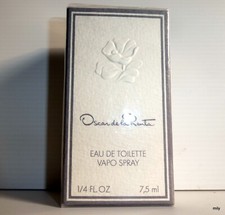 Oscar de la Renta
EAU DE TOILETTE
VAPO SPRAY
1/4 FL.OZ 7,5 ml